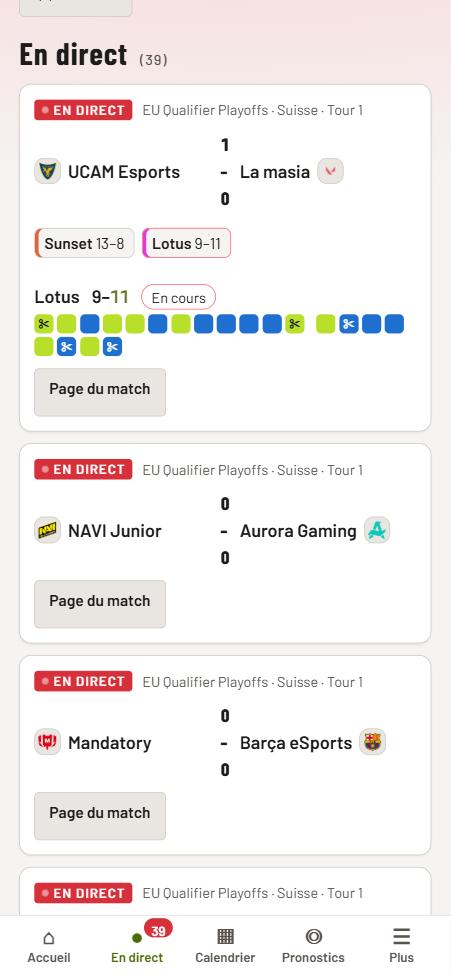 En direct (39)
EN DIRECT EU Qualifier Playoffs · Suisse · Tour 1
1
UCAM Esports - La masia
0
Sunset 13–8 Lotus 9–11
Lotus 9–11 En cours
Page du match
EN DIRECT EU Qualifier Playoffs · Suisse · Tour 1
0
NAVI Junior - Aurora Gaming
0
Page du match
EN DIRECT EU Qualifier Playoffs · Suisse · Tour 1
0
Mandatory - Barça eSports
0
Page du match
EN DIRECT EU Qualifier Playoffs · Suisse · Tour 1
39
Accueil En direct Calendrier Pronostics Plus